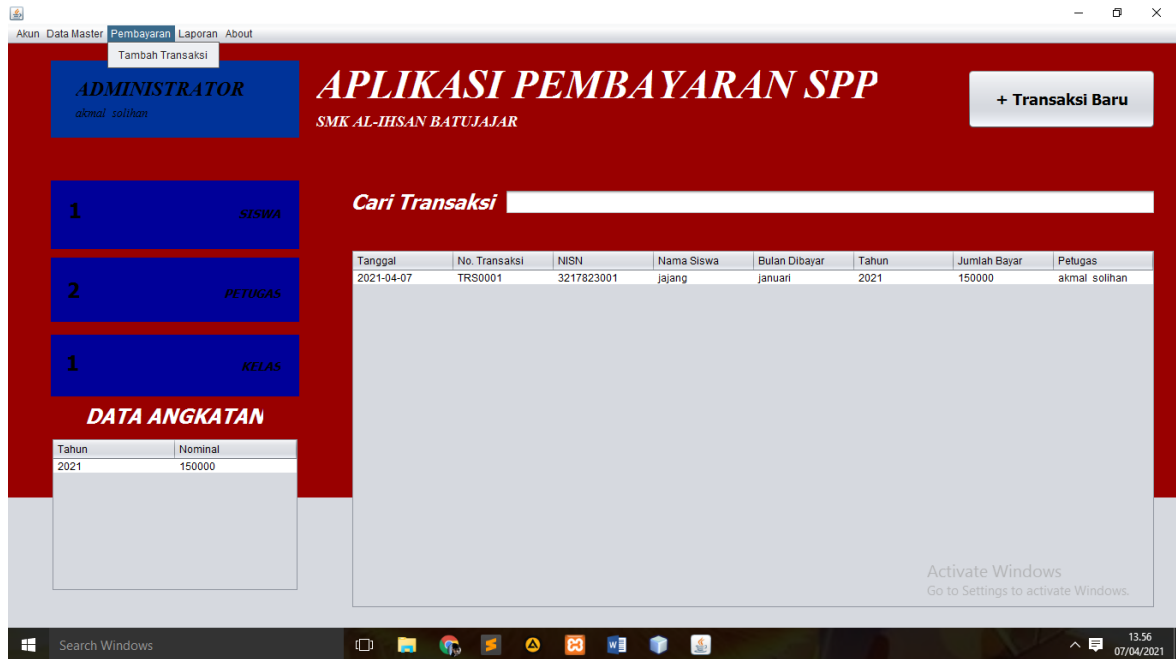 Akun Data Master Pembayaran Laporan About
Tambah Transaksi
ADMINISTRATOR
akmal solihan
APLIKASI PEMBAYARAN SPP
SMK AL-IHSAN BATUJAJAR
+ Transaksi Baru
1 SISWA
2 PETUGAS
1 KELAS
DATA ANGKATAN
Tahun Nominal
2021 150000
Cari Transaksi
Tanggal No. Transaksi NISN Nama Siswa Bulan Dibayar Tahun Jumlah Bayar Petugas
2021-04-07 TRS0001 3217823001 jajang januari 2021 150000 akmal solihan
Activate Windows
Go to Settings to activate Windows.
Search Windows
13.56
07/04/2021